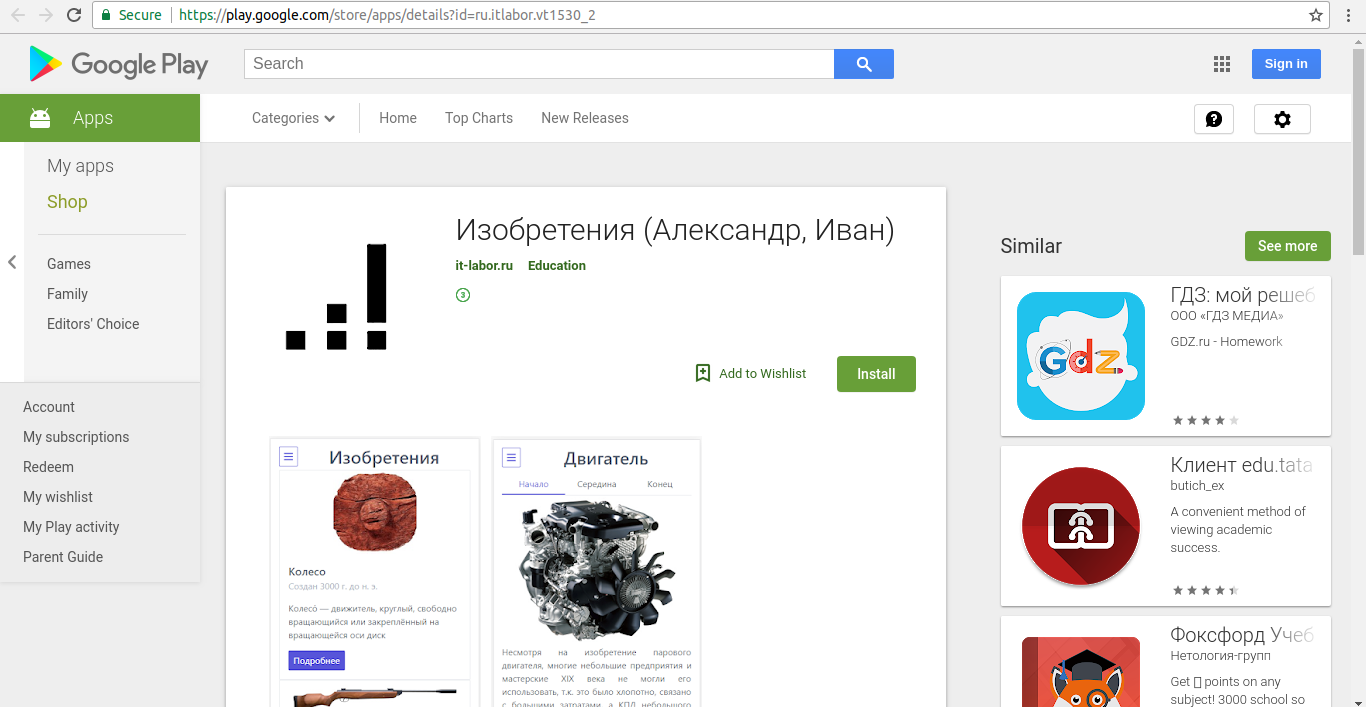 Secure https://play.google.com/store/apps/details?id=ru.itlabor.vt1530_2
Google Play
Search
Sign in
Apps
Categories
Home
Top Charts
New Releases
My apps
Shop
Games
Family
Editors' Choice
Account
My subscriptions
Redeem
My wishlist
My Play activity
Parent Guide
Изобретения (Александр, Иван)
it-labor.ru Education
3
Add to Wishlist
Install
Изобретения
Колесо
Создан 3000 г. до н. э.
Колесо́ — движитель, круглый, свободно
вращающийся или закреплённый на
вращающейся оси диск
Подробнее
Двигатель
Начало Середина Конец
Несмотря на изобретение парового
двигателя, многие небольшие предприятия и
мастерские XIX века не могли его
использовать, т.к. это было хлопотно, связано
с большими затратами, а КПД небольшого
Similar
See more
ГДЗ: мой решеб
ООО «ГДЗ МЕДИА»
GDZ.ru - Homework
Gdz
Клиент edu.tata
butich_ex
A convenient method of
viewing academic
success.
Фоксфорд Учеб
Нетология-групп
Get points on any
subject! 3000 school so